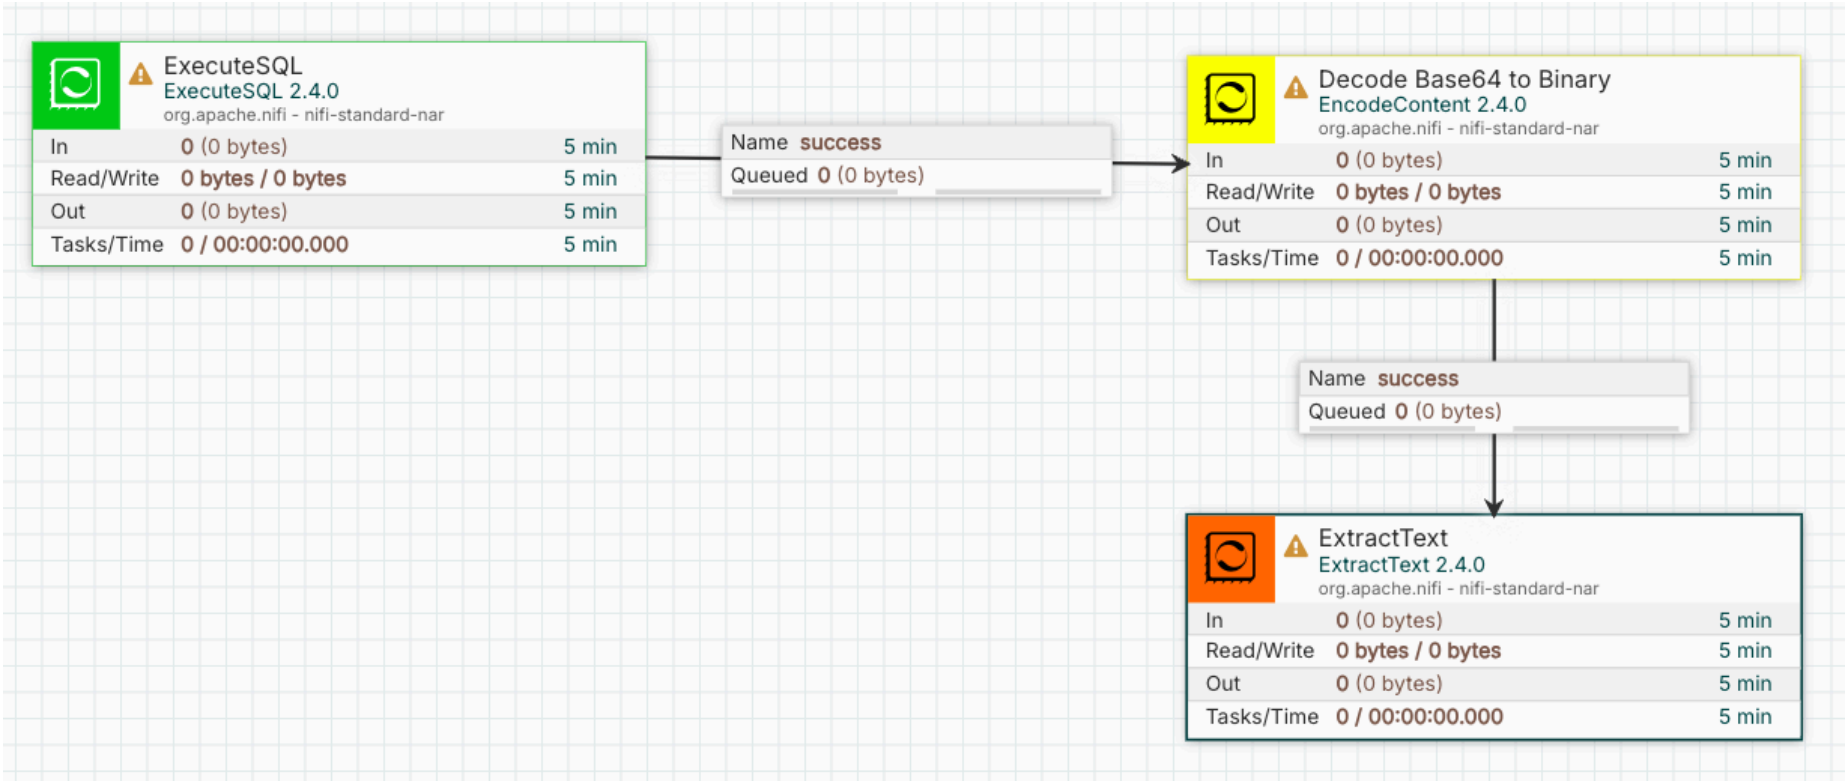 ExecuteSQL
ExecuteSQL 2.4.0
org.apache.nifi - nifi-standard-nar
In 0 (0 bytes) 5 min
Read/Write 0 bytes / 0 bytes 5 min
Out 0 (0 bytes) 5 min
Tasks/Time 0 / 00:00:00.000 5 min
Name success
Queued 0 (0 bytes)
Decode Base64 to Binary
EncodeContent 2.4.0
org.apache.nifi - nifi-standard-nar
In 0 (0 bytes) 5 min
Read/Write 0 bytes / 0 bytes 5 min
Out 0 (0 bytes) 5 min
Tasks/Time 0 / 00:00:00.000 5 min
Name success
Queued 0 (0 bytes)
ExtractText
ExtractText 2.4.0
org.apache.nifi - nifi-standard-nar
In 0 (0 bytes) 5 min
Read/Write 0 bytes / 0 bytes 5 min
Out 0 (0 bytes) 5 min
Tasks/Time 0 / 00:00:00.000 5 min